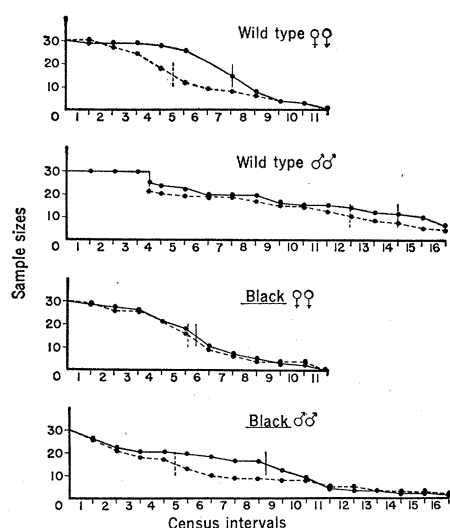 Wild type ♀♀
30
20
10
0 1 2 3 4 5 6 7 8 9 10 11
Wild type ♂♂
30
20
10
0 1 2 3 4 5 6 7 8 9 10 11 12 13 14 15 16
Sample sizes
Black ♀♀
30
20
10
0 1 2 3 4 5 6 7 8 9 10 11
Black ♂♂
30
20
10
0 1 2 3 4 5 6 7 8 9 10 11 12 13 14 15 16
Census intervals